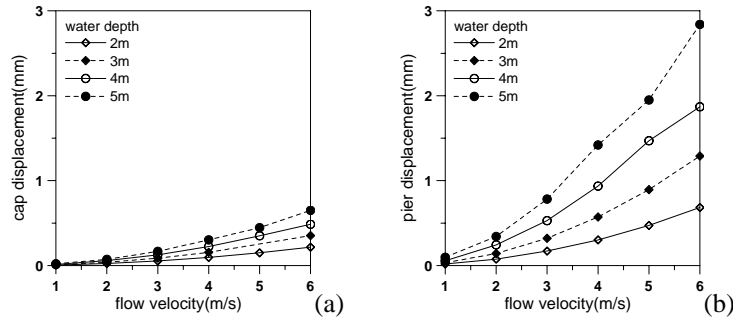 3
2
1
0
cap displacement(mm)
water depth
2m
3m
4m
5m
1 2 3 4 5 6
flow velocity(m/s)
(a)
3
2
1
0
pier displacement(mm)
water depth
2m
3m
4m
5m
1 2 3 4 5 6
flow velocity(m/s)
(b)